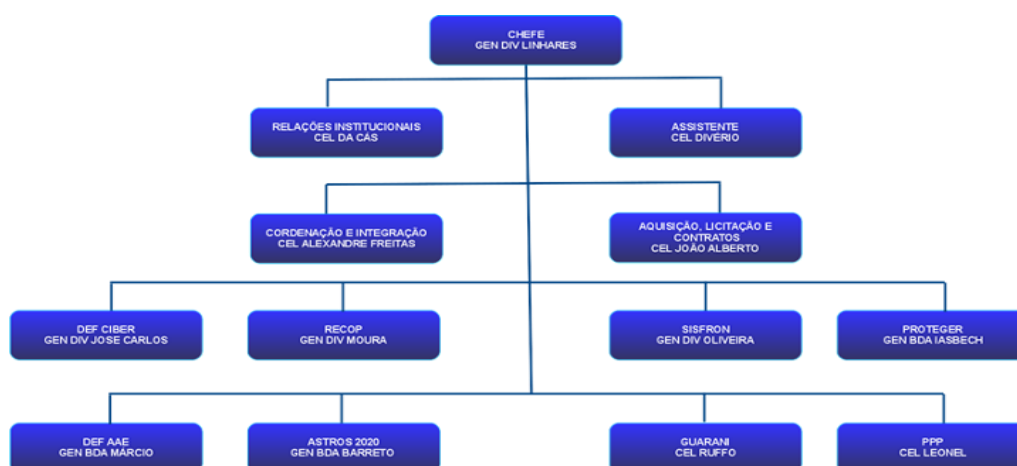 CHEFE
GEN DIV LINHARES
RELAÇÕES INSTITUCIONAIS
CEL DA CÁS
ASSISTENTE
CEL DIVÉRIO
CORDENAÇÃO E INTEGRAÇÃO
CEL ALEXANDRE FREITAS
AQUISIÇÃO, LICITAÇÃO E
CONTRATOS
CEL JOÃO ALBERTO
DEF CIBER
GEN DIV JOSE CARLOS
RECOP
GEN DIV MOURA
SISFRON
GEN DIV OLIVEIRA
PROTEGER
GEN BDA IASBECH
DEF AAE
GEN BDA MÁRCIO
ASTROS 2020
GEN BDA BARRETO
GUARANI
CEL RUFFO
PPP
CEL LEONEL